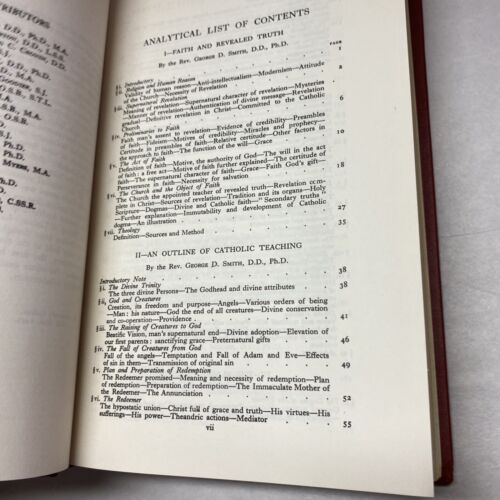 TRIBUTORS
D., Ph.D.
Ph.D., M.A.
D.D., L.S.S.
C. CROSSE, D.D.
D.D.
GOODIER, S.J.
D.D., Ph.D.
O.S.B., S.T.L.
O.S.B.
S.J.
Ph.D.
Ph.D.
MYERS, M.A.
Ph.D.
C.SS.R.
O.P.
ANALYTICAL LIST OF CONTENTS
I—FAITH AND REVEALED TRUTH
By the Rev. GEORGE D. SMITH, D.D., Ph.D.
PAGE
§i. Introductory 1
§ii. Religion and Human Reason
Validity of human reason—Anti-intellectualism—Modernism—Attitude
of the Church—Necessity of Revelation
§iii. Supernatural Revelation
Meaning of revelation—Supernatural character of revelation—Mysteries
—Manner of revelation—Authentication of divine message—Revelation
gradual—Definitive revelation in Christ—Committed to the Catholic
Church 6
§iv. Preliminaries to Faith
Faith man's assent to revelation—Evidence of credibility—Preambles
of faith—Fideism—Motives of credibility—Miracles and prophecy—
Certitude in preambles of faith—Relative certitude—Other factors in
the approach to faith—The function of the will—Grace 10
§v. The Act of Faith
Definition of faith—Motive, the authority of God—The will in the act
of faith: a free act—Motive of faith further explained—The certitude of
faith—The supernatural character of faith—Grace—Faith God's gift—
Perseverance in faith—Necessity for salvation 18
§vi. The Church and the Object of Faith
The Church the appointed teacher of revealed truth—Revelation com-
plete in Christ—Sources of revelation—Tradition and its organs—Holy
Scripture—Dogmas—Divine and Catholic faith—“Secondary truths”
—Further explanation—Immutability and development of Catholic
dogma—An illustration 27
§vii. Theology
Definition—Sources and Method 35
II—AN OUTLINE OF CATHOLIC TEACHING
By the Rev. GEORGE D. SMITH, D.D., Ph.D.
Introductory Note 38
§i. The Divine Trinity
The three divine Persons—The Godhead and divine attributes 38
§ii. God and Creatures
Creation, its freedom and purpose—Angels—Various orders of being
—Man: his nature—God the end of all creatures—Divine conservation
and co-operation—Providence 41
§iii. The Raising of Creatures to God
Beatific Vision, man's supernatural end—Divine adoption—Elevation of
our first parents: sanctifying grace—Preternatural gifts 46
§iv. The Fall of Creatures from God
Fall of the angels—Temptation and Fall of Adam and Eve—Effects
of sin in them—Transmission of original sin 49
§v. Plan and Preparation of Redemption
The Redeemer promised—Meaning and necessity of redemption—Plan
of redemption—Preparation of redemption—The Immaculate Mother of
the Redeemer—The Annunciation 52
§vi. The Redeemer
The hypostatic union—Christ full of grace and truth—His virtues—His
sufferings—His power—Theandric actions—Mediator 55
vii